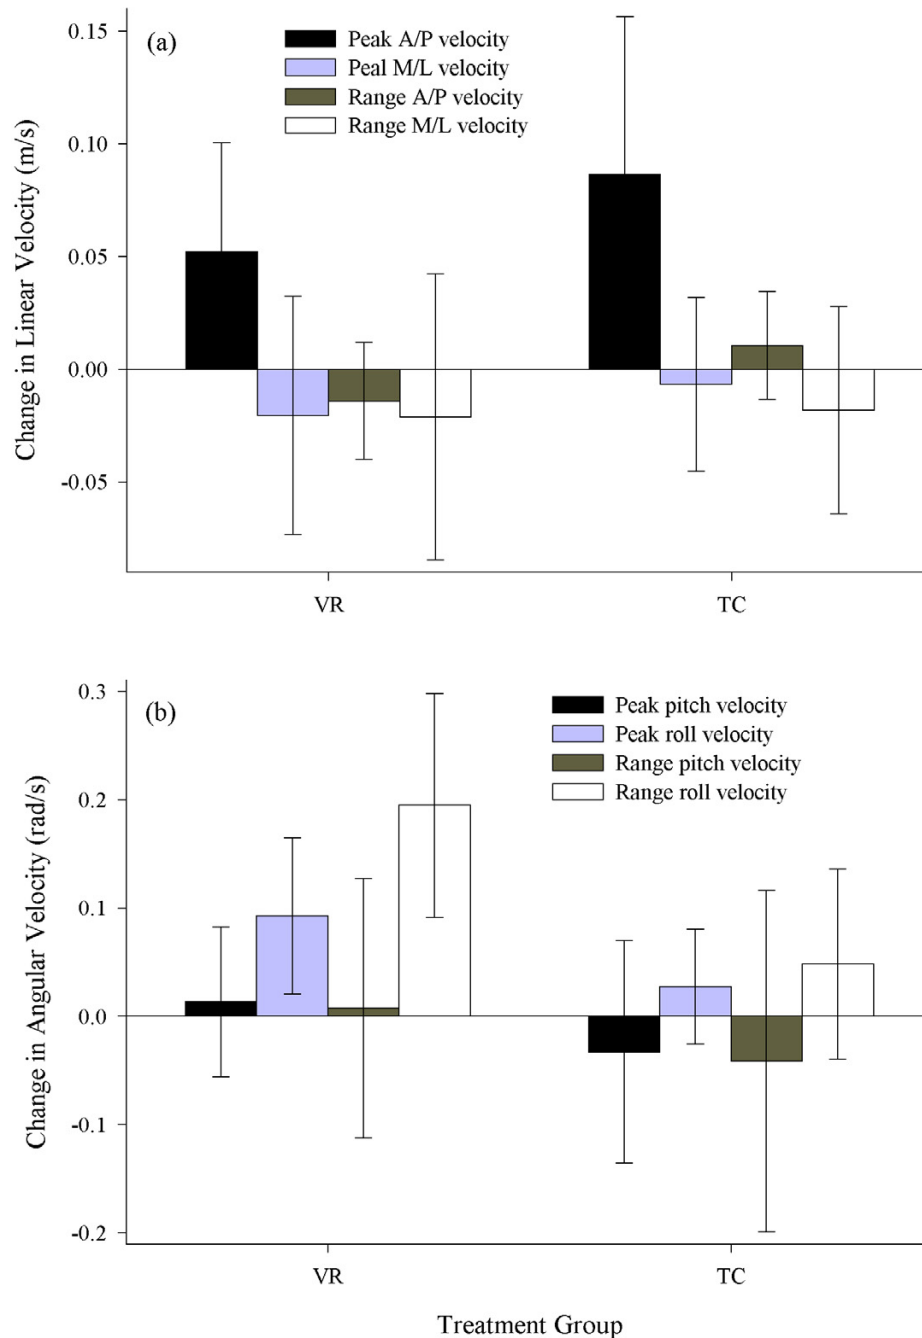 (a)
Peak A/P velocity
Peal M/L velocity
Range A/P velocity
Range M/L velocity
Change in Linear Velocity (m/s)
0.15
0.10
0.05
0.00
-0.05
VR TC
(b)
Peak pitch velocity
Peak roll velocity
Range pitch velocity
Range roll velocity
Change in Angular Velocity (rad/s)
0.3
0.2
0.1
0.0
-0.1
-0.2
VR TC
Treatment Group